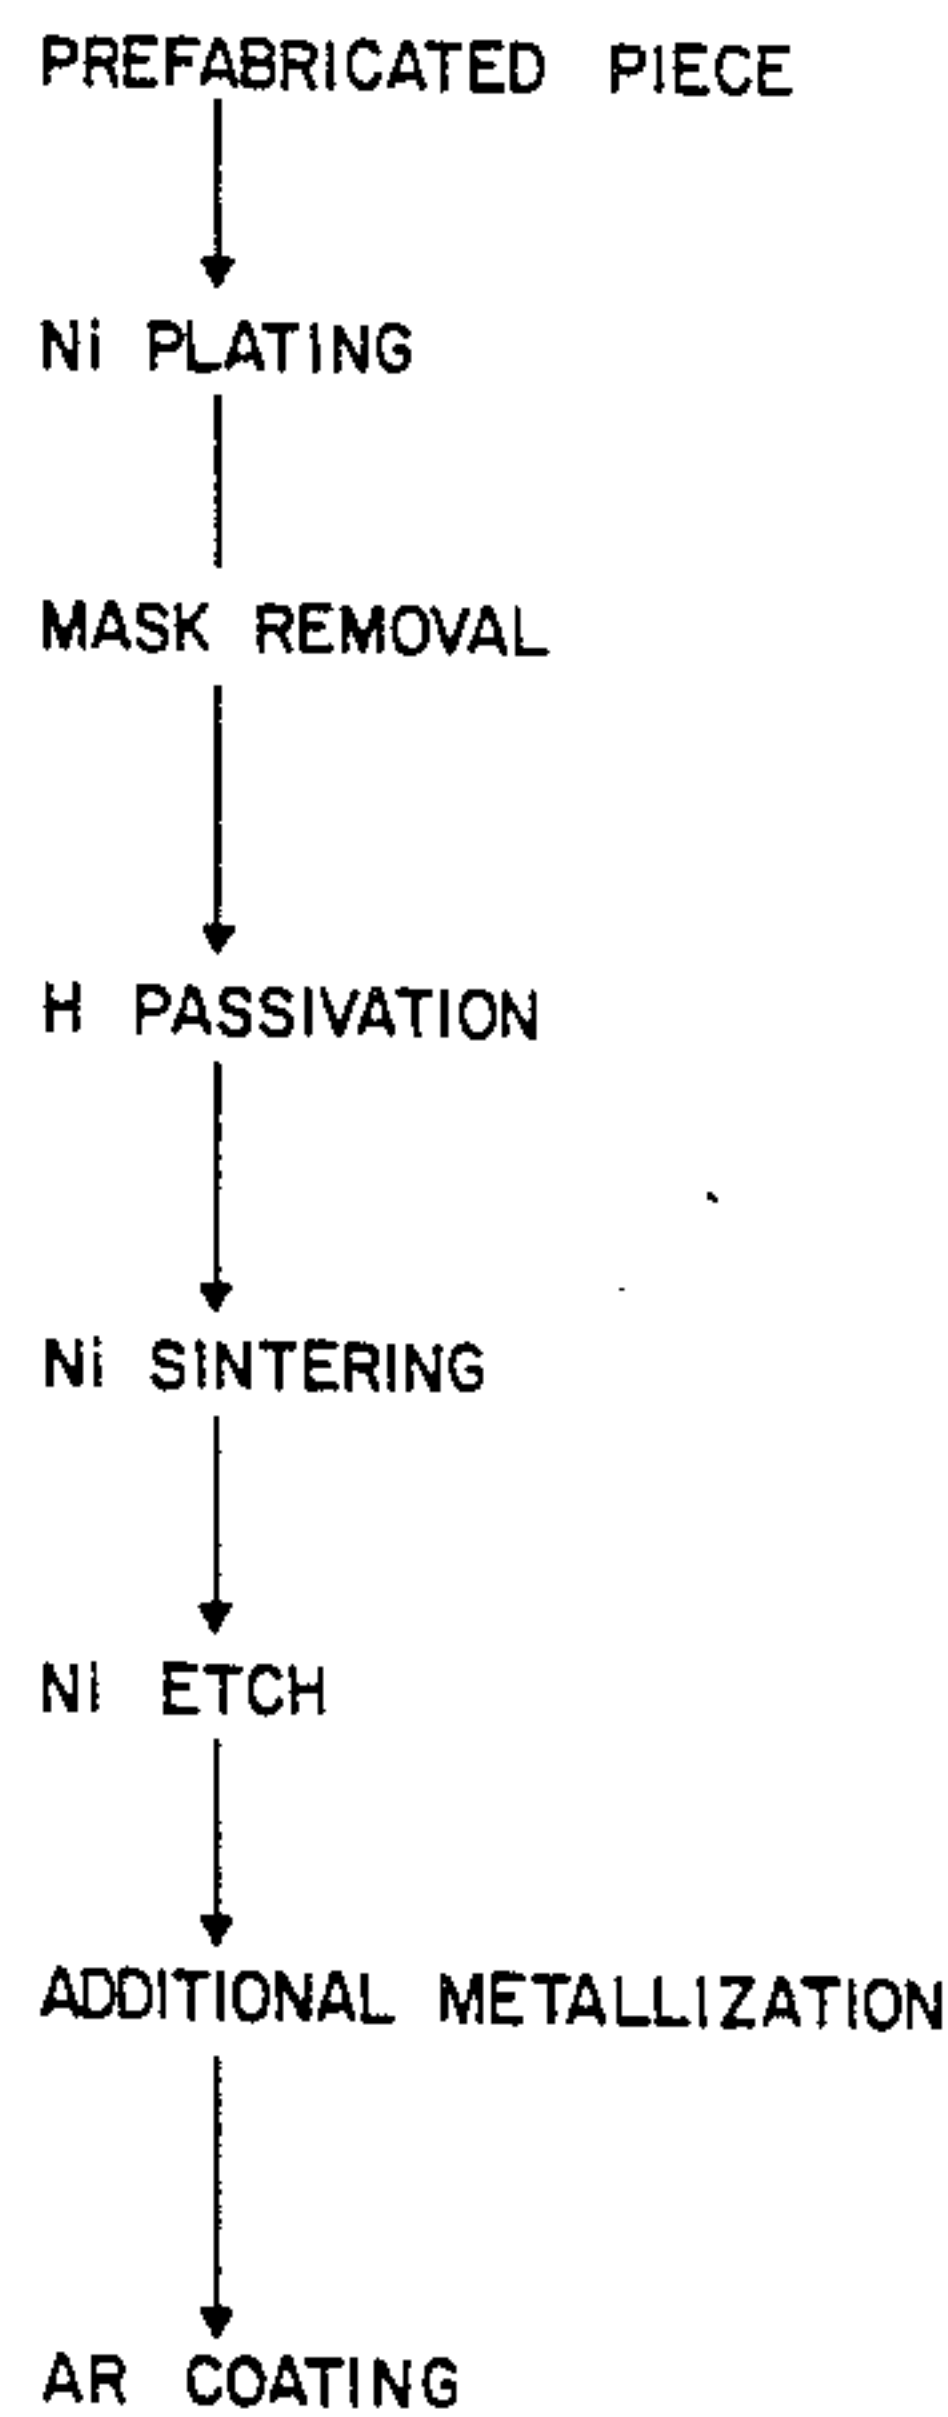 PREFABRICATED PIECE
Ni PLATING
MASK REMOVAL
H PASSIVATION
Ni SINTERING
Ni ETCH
ADDITIONAL METALLIZATION
AR COATING